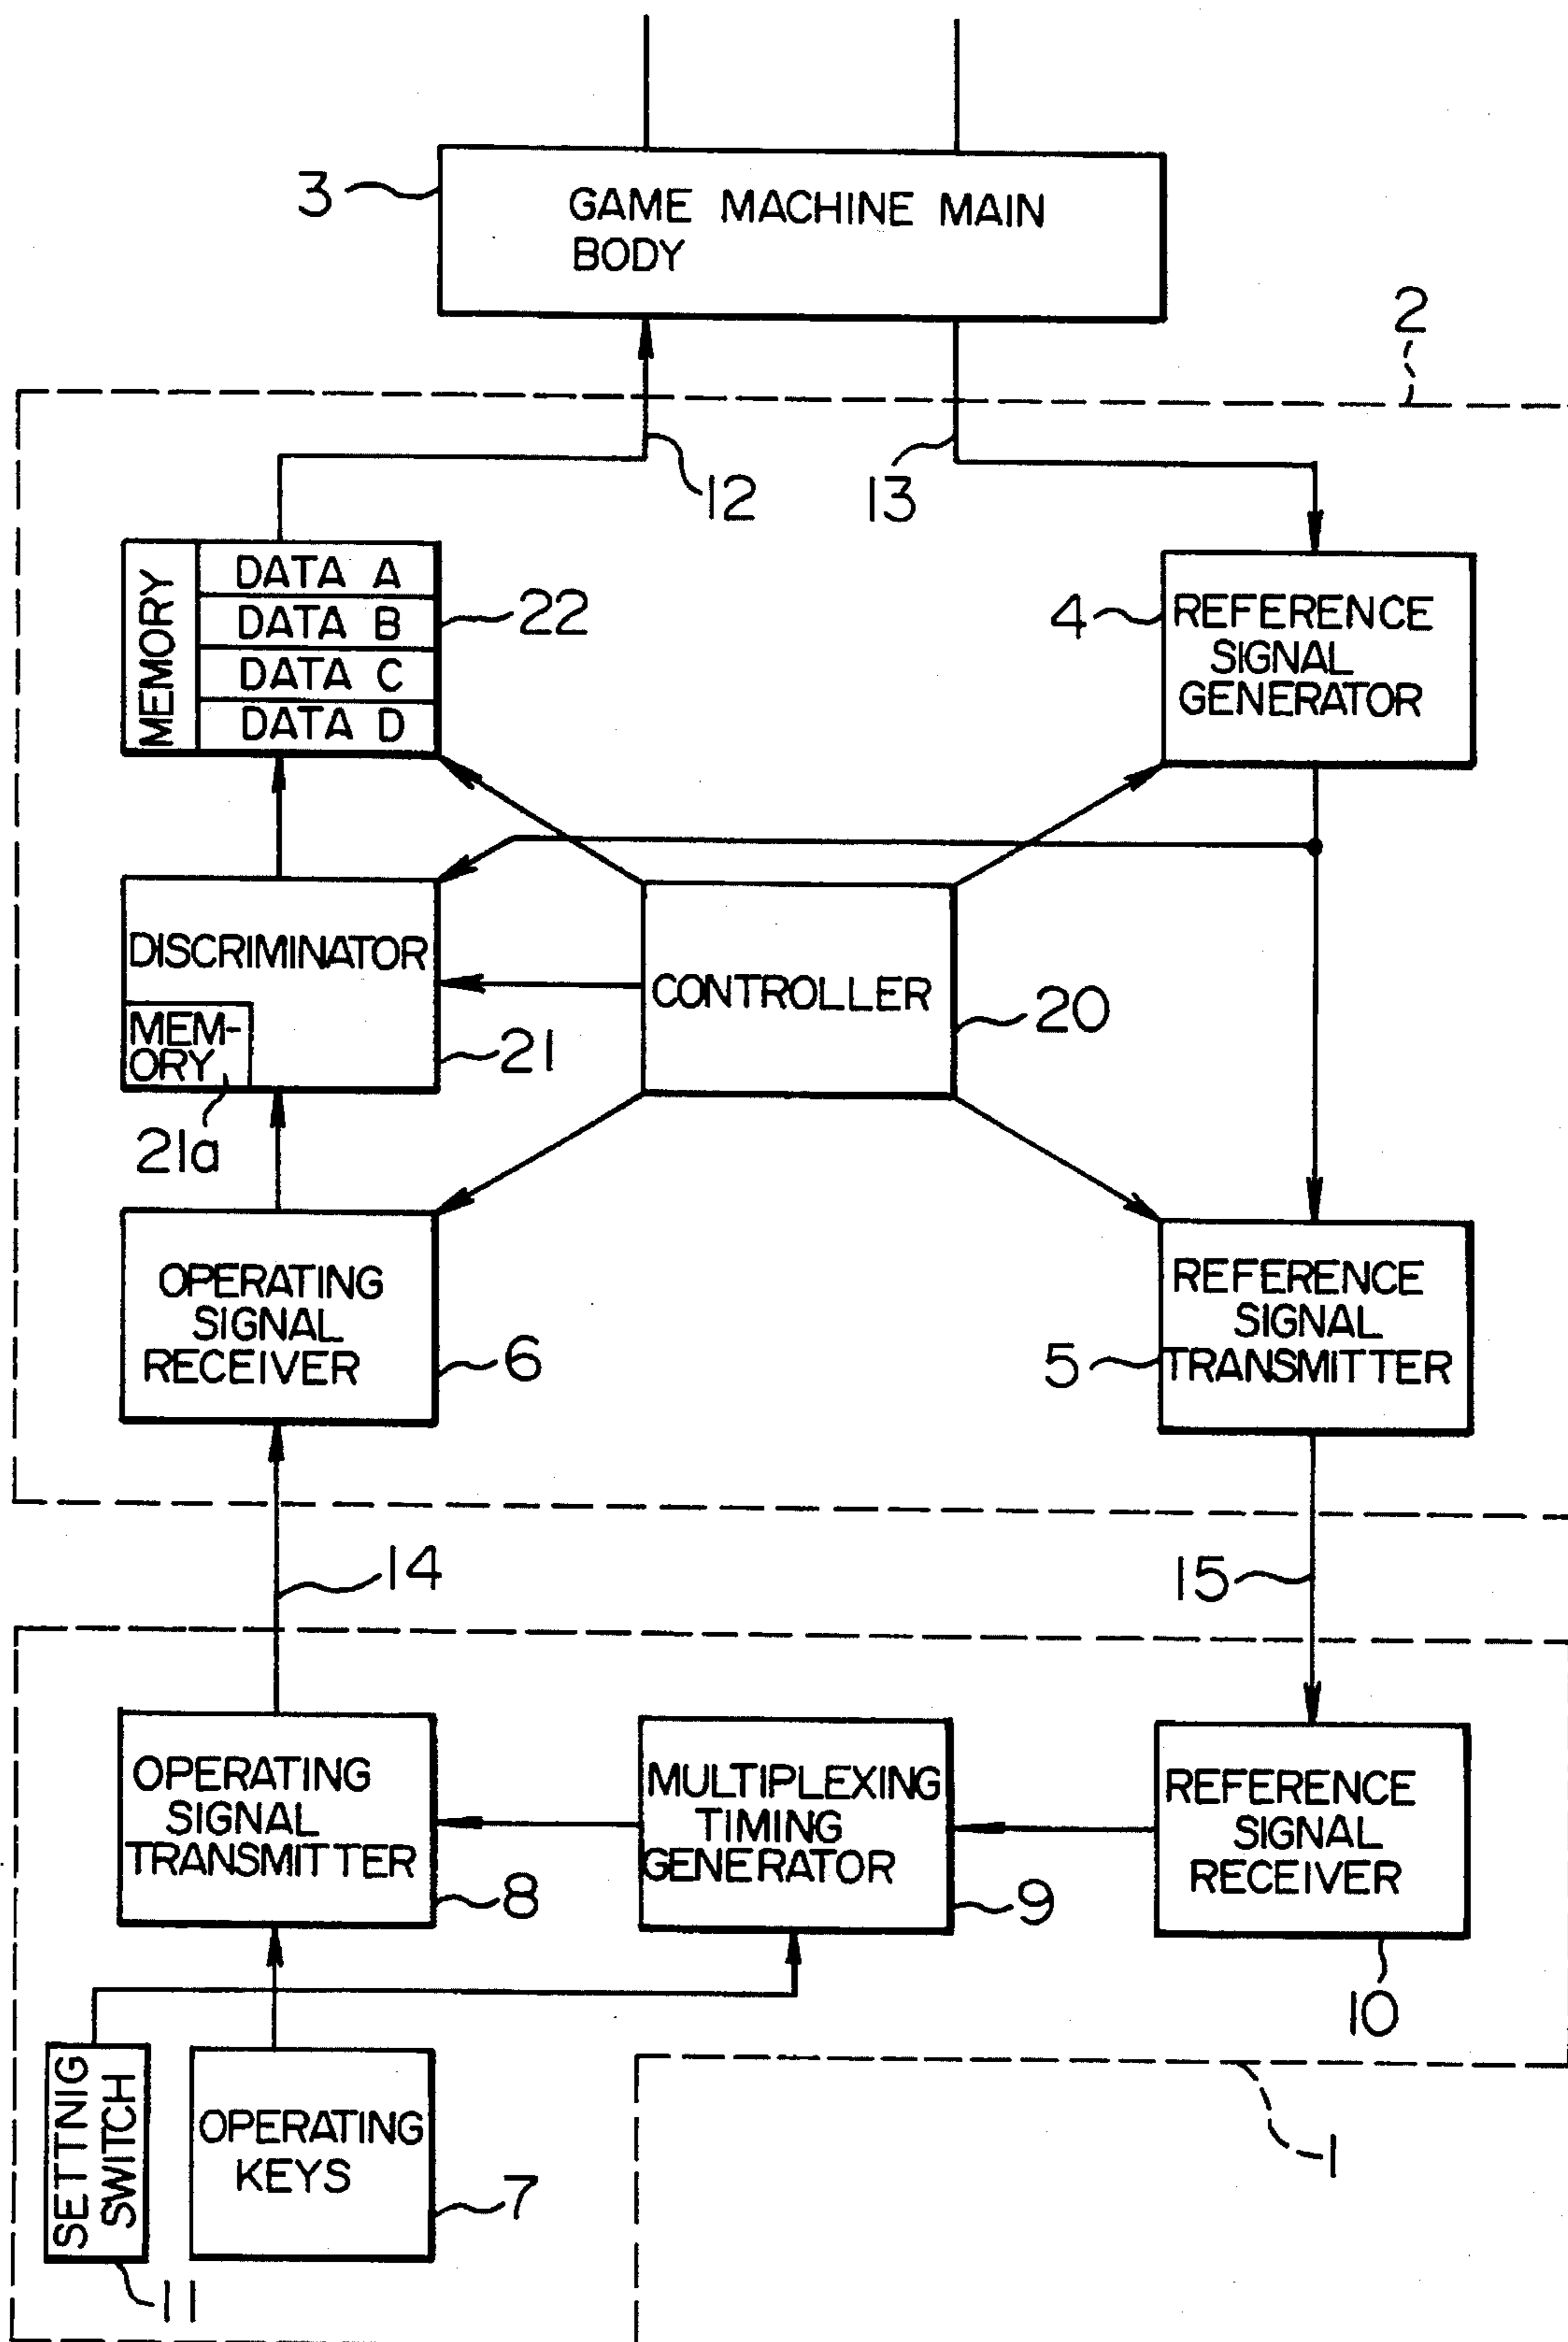 3
GAME MACHINE MAIN
BODY
2
12
13
MEMORY
DATA A
DATA B
DATA C
DATA D
22
4
REFERENCE
SIGNAL
GENERATOR
DISCRIMINATOR
MEM-
ORY
21
21a
CONTROLLER
20
OPERATING
SIGNAL
RECEIVER
6
5
REFERENCE
SIGNAL
TRANSMITTER
14
15
OPERATING
SIGNAL
TRANSMITTER
8
MULTIPLEXING
TIMING
GENERATOR
9
REFERENCE
SIGNAL
RECEIVER
10
SETTNIG
SWITCH
11
OPERATING
KEYS
7
1